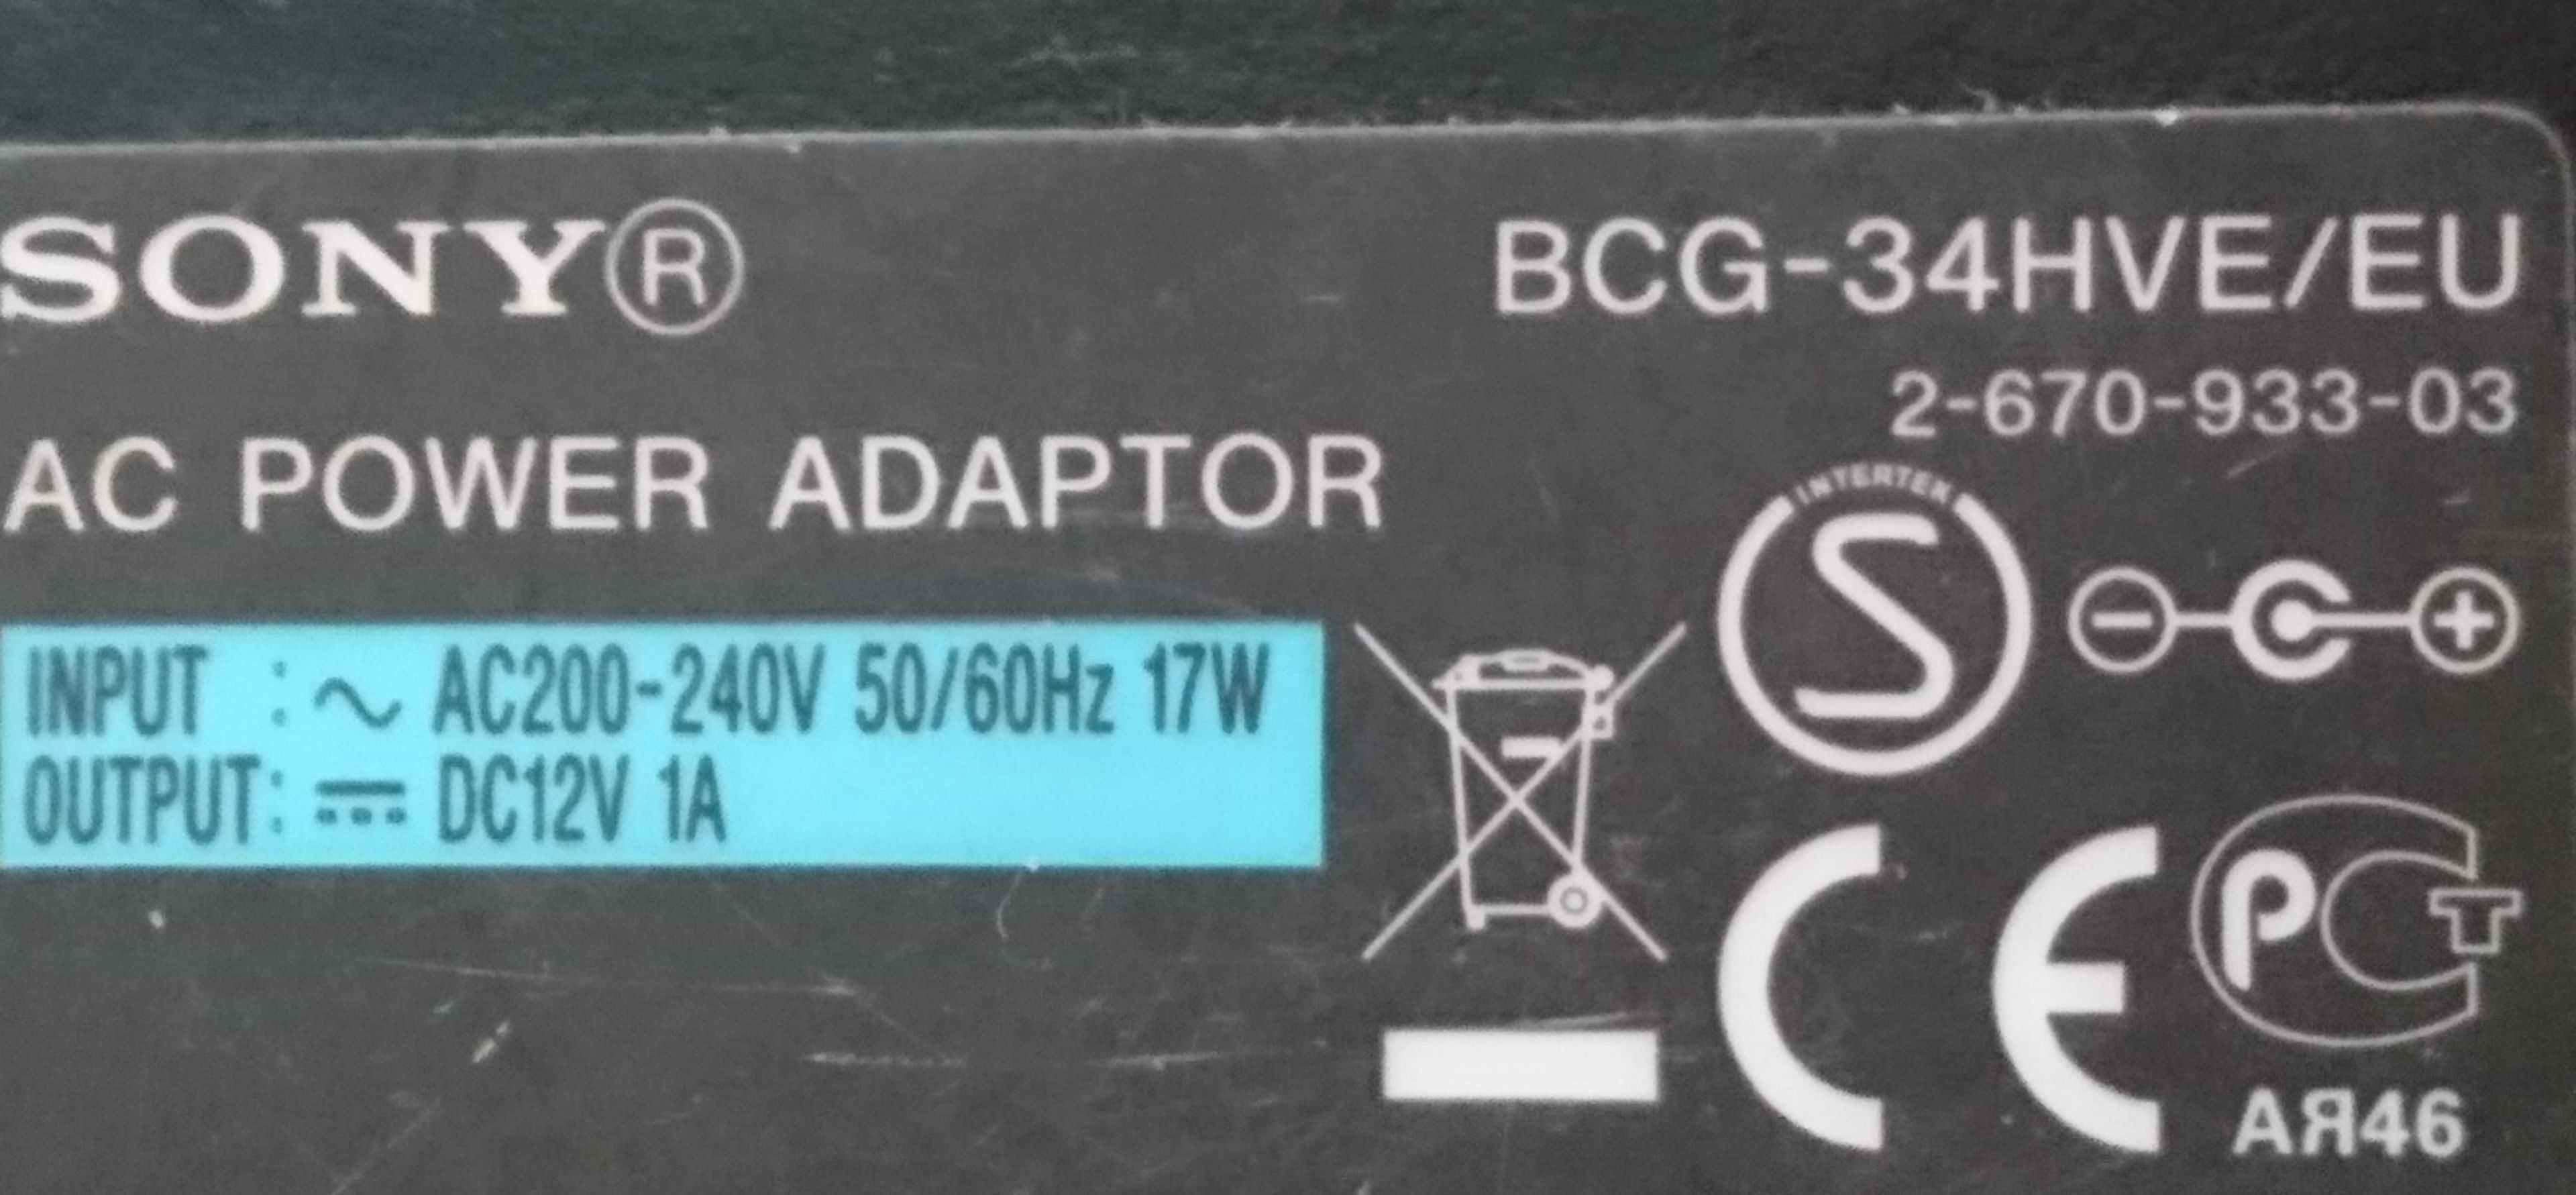 SONY®
BCG-34HVE/EU
2-670-933-03
AC POWER ADAPTOR
INTERTEK
S
INPUT : ∼ AC200-240V 50/60Hz 17W
OUTPUT: ⎓ DC12V 1A
CE
PCT
АЯ46